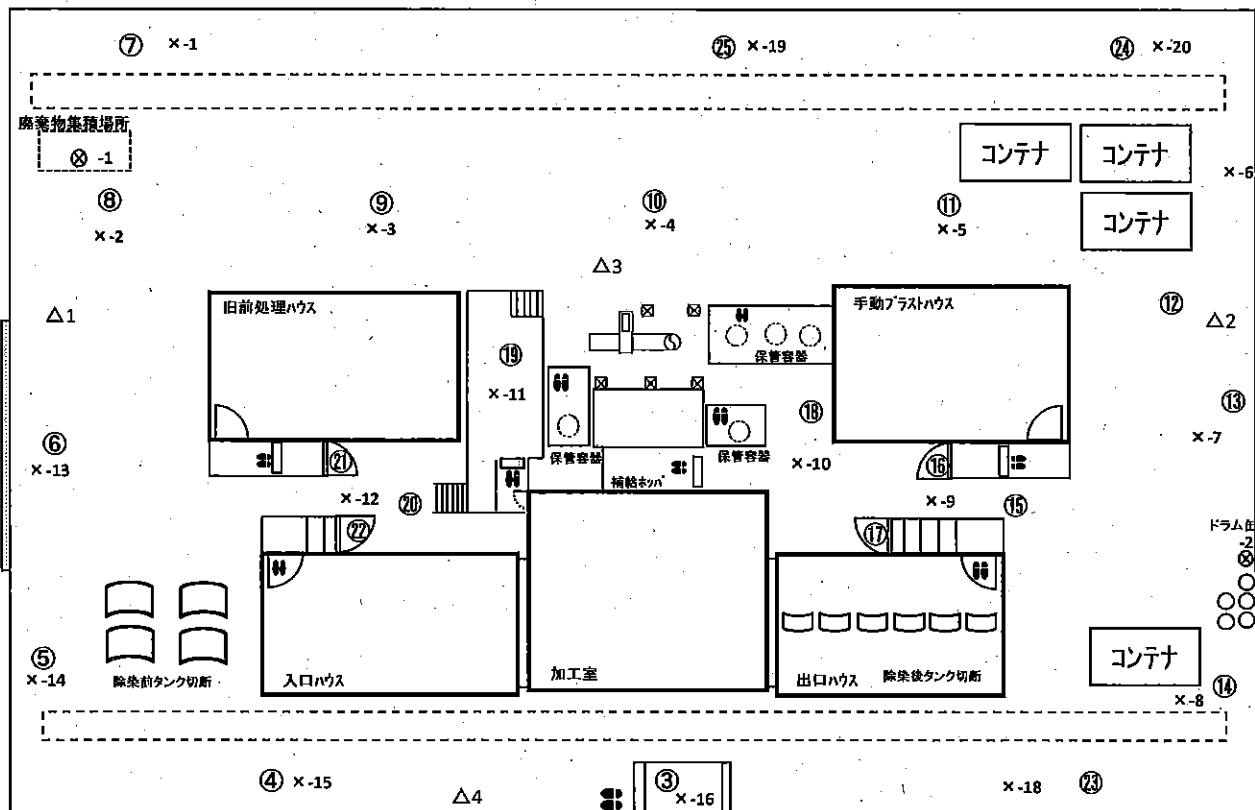 ⑦ ×-1
㉕ ×-19
㉔ ×-20
廃棄物集積場所
⊗ -1
コンテナ
コンテナ
×-6
コンテナ
⑧
×-2
⑨
×-3
⑩
×-4
⑪
×-5
△3
△1
旧前処理ハウス
手動ブラストハウス
⑫
△2
保管容器
⑲
×-11
⑱
⑬
×-7
⑥
×-13
㉑
保管容器
保管容器
×-10
⑯
補給ホッパ
×-12
⑳
×-9
⑮
㉒
⑰
ドラム缶
-2
⊗
⑤
×-14
除染前タンク切断
入口ハウス
加工室
出口ハウス
除染後タンク切断
コンテナ
⑭
×-8
④ ×-15
△4
③
×-16
×-18
㉓